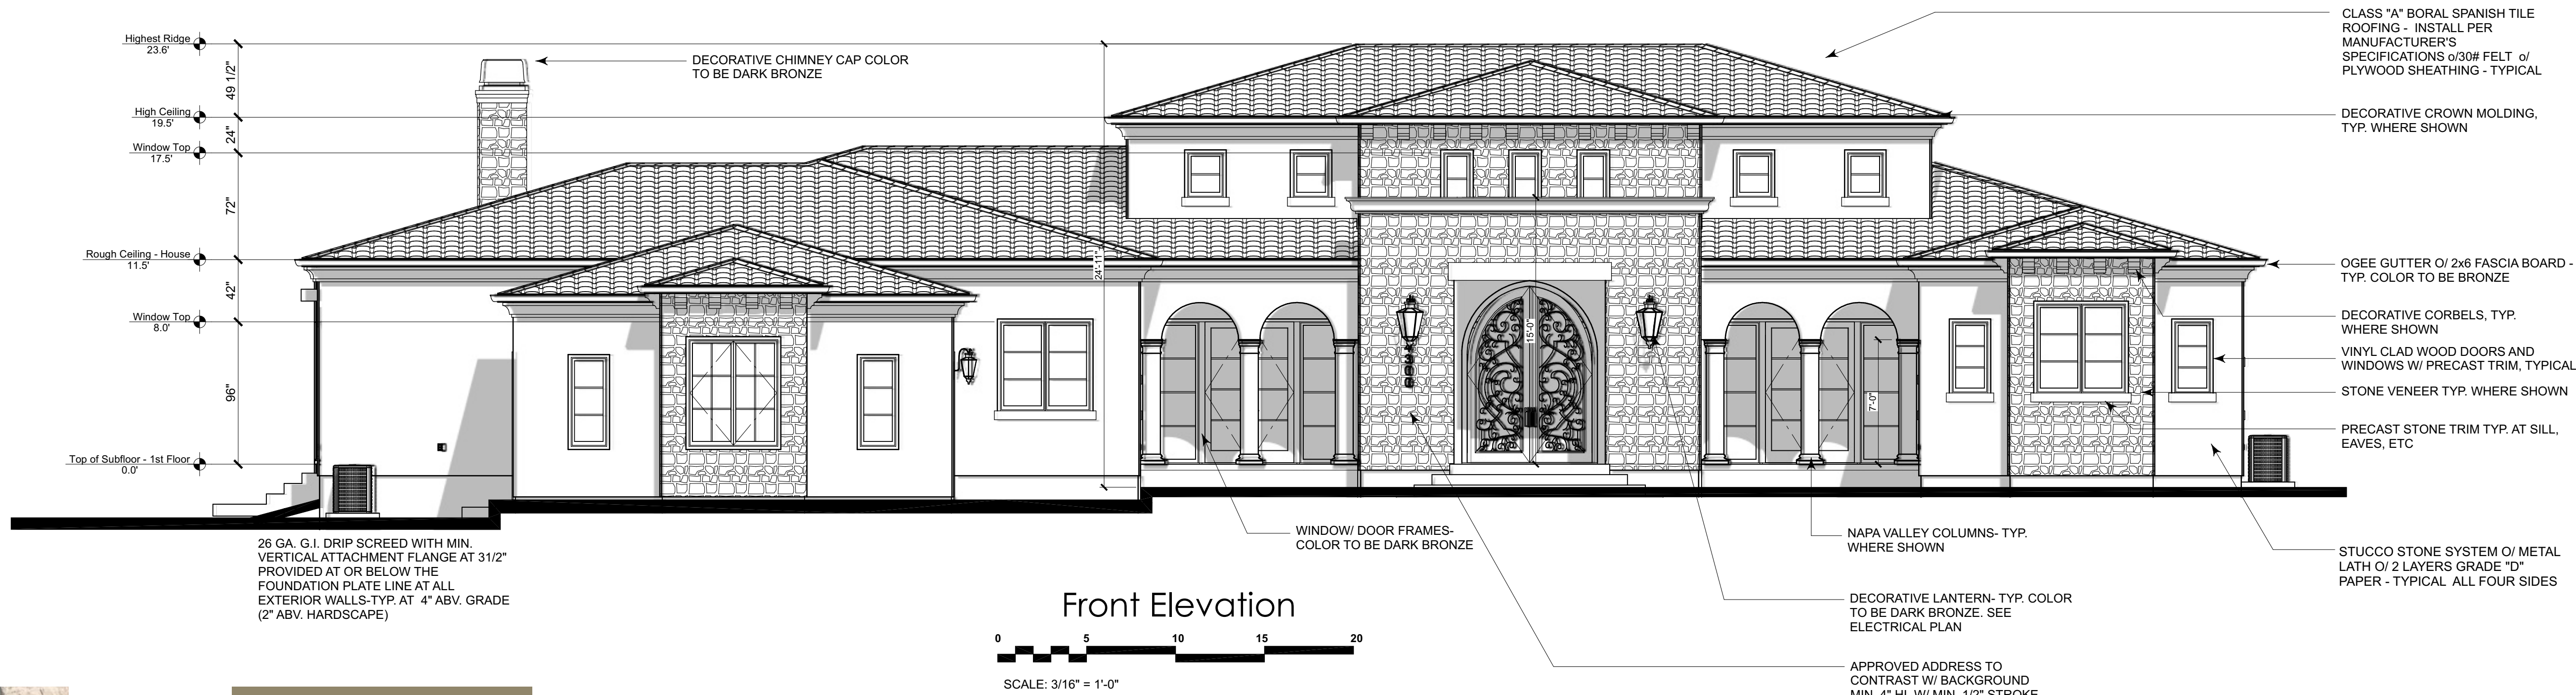 Highest Ridge
23.6'
49 1/2"
High Ceiling
19.5'
24"
Window Top
17.5'
72"
Rough Ceiling - House
11.5'
42"
Window Top
8.0'
96"
Top of Subfloor - 1st Floor
0.0'
DECORATIVE CHIMNEY CAP COLOR
TO BE DARK BRONZE
24'-11"
15'-0"
7'-0"
CLASS "A" BORAL SPANISH TILE
ROOFING - INSTALL PER
MANUFACTURER'S
SPECIFICATIONS o/30# FELT o/
PLYWOOD SHEATHING - TYPICAL
DECORATIVE CROWN MOLDING,
TYP. WHERE SHOWN
OGEE GUTTER O/ 2x6 FASCIA BOARD -
TYP. COLOR TO BE BRONZE
DECORATIVE CORBELS, TYP.
WHERE SHOWN
VINYL CLAD WOOD DOORS AND
WINDOWS W/ PRECAST TRIM, TYPICAL
STONE VENEER TYP. WHERE SHOWN
PRECAST STONE TRIM TYP. AT SILL,
EAVES, ETC
STUCCO STONE SYSTEM O/ METAL
LATH O/ 2 LAYERS GRADE "D"
PAPER - TYPICAL ALL FOUR SIDES
26 GA. G.I. DRIP SCREED WITH MIN.
VERTICAL ATTACHMENT FLANGE AT 31/2"
PROVIDED AT OR BELOW THE
FOUNDATION PLATE LINE AT ALL
EXTERIOR WALLS-TYP. AT 4" ABV. GRADE
(2" ABV. HARDSCAPE)
WINDOW/ DOOR FRAMES-
COLOR TO BE DARK BRONZE
NAPA VALLEY COLUMNS- TYP.
WHERE SHOWN
DECORATIVE LANTERN- TYP. COLOR
TO BE DARK BRONZE. SEE
ELECTRICAL PLAN
APPROVED ADDRESS TO
CONTRAST W/ BACKGROUND
MIN. 4" HI. W/ MIN. 1/2" STROKE
Front Elevation
0 5 10 15 20
SCALE: 3/16" = 1'-0"